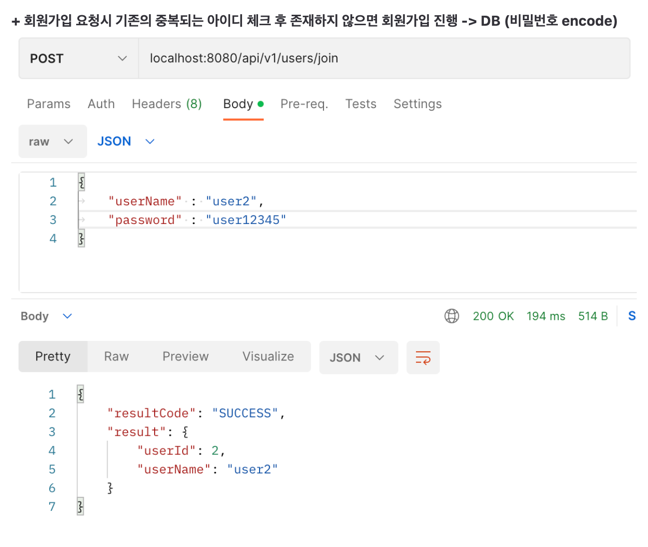 + 회원가입 요청시 기존의 중복되는 아이디 체크 후 존재하지 않으면 회원가입 진행 -> DB (비밀번호 encode)
POST localhost:8080/api/v1/users/join
Params Auth Headers (8) Body Pre-req. Tests Settings
raw JSON
1 {
2 "userName" : "user2",
3 "password" : "user12345"
4 }
Body 200 OK 194 ms 514 B S
Pretty Raw Preview Visualize JSON
1 {
2 "resultCode": "SUCCESS",
3 "result": {
4 "userId": 2,
5 "userName": "user2"
6 }
7 }